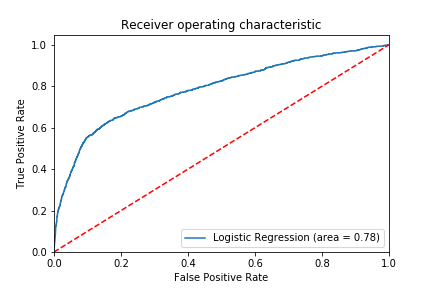 Receiver operating characteristic
1.0
0.8
0.6
0.4
0.2
0.0
True Positive Rate
Logistic Regression (area = 0.78)
0.0 0.2 0.4 0.6 0.8 1.0
False Positive Rate